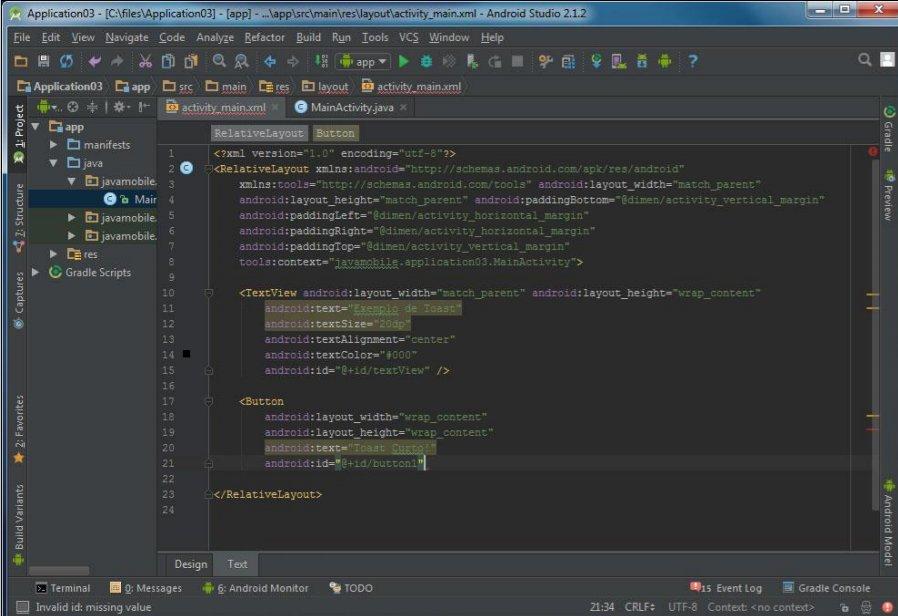 Application03 - [C:\files\Application03] - [app] - ...\app\src\main\res\layout\activity_main.xml - Android Studio 2.1.2
File Edit View Navigate Code Analyze Refactor Build Run Tools VCS Window Help
app
Application03 app src main res layout activity_main.xml
1: Project
7: Structure
Captures
2: Favorites
Build Variants
app
manifests
java
javamobile.
Mair
javamobile.
javamobile.
res
Gradle Scripts
activity_main.xml MainActivity.java
RelativeLayout Button
1 <?xml version="1.0" encoding="utf-8"?>
2 <RelativeLayout xmlns:android="http://schemas.android.com/apk/res/android"
3 xmlns:tools="http://schemas.android.com/tools" android:layout_width="match_parent"
4 android:layout_height="match_parent" android:paddingBottom="@dimen/activity_vertical_margin"
5 android:paddingLeft="@dimen/activity_horizontal_margin"
6 android:paddingRight="@dimen/activity_horizontal_margin"
7 android:paddingTop="@dimen/activity_vertical_margin"
8 tools:context="javamobile.application03.MainActivity">
9
10 <TextView android:layout_width="match_parent" android:layout_height="wrap_content"
11 android:text="Exemplo de Toast"
12 android:textSize="20dp"
13 android:textAlignment="center"
14 android:textColor="#000"
15 android:id="@+id/textView" />
16
17 <Button
18 android:layout_width="wrap_content"
19 android:layout_height="wrap_content"
20 android:text="Toast Curto!"
21 android:id="@+id/button1"
22
23 </RelativeLayout>
24
Gradle
Preview
Android Model
Design Text
Terminal 0: Messages 6: Android Monitor TODO 15 Event Log Gradle Console
Invalid id: missing value 21:34 CRLF UTF-8 Context: <no context>